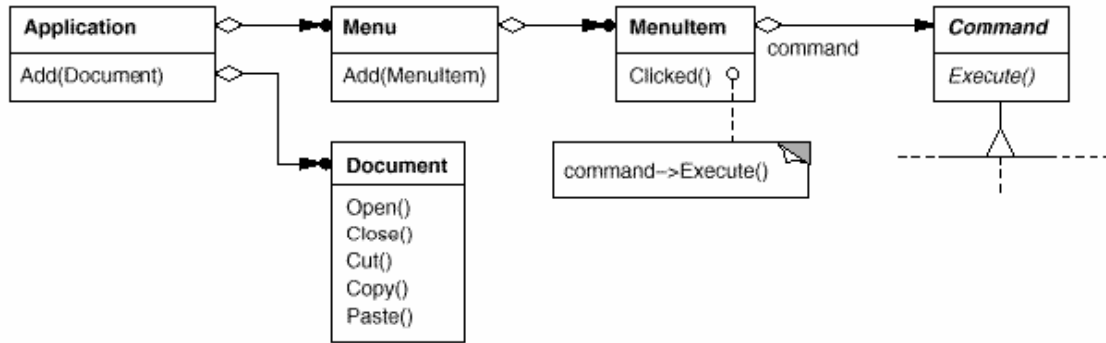 Application
Add(Document)
Menu
Add(MenuItem)
MenuItem
Clicked()
command
Command
Execute()
command->Execute()
Document
Open()
Close()
Cut()
Copy()
Paste()